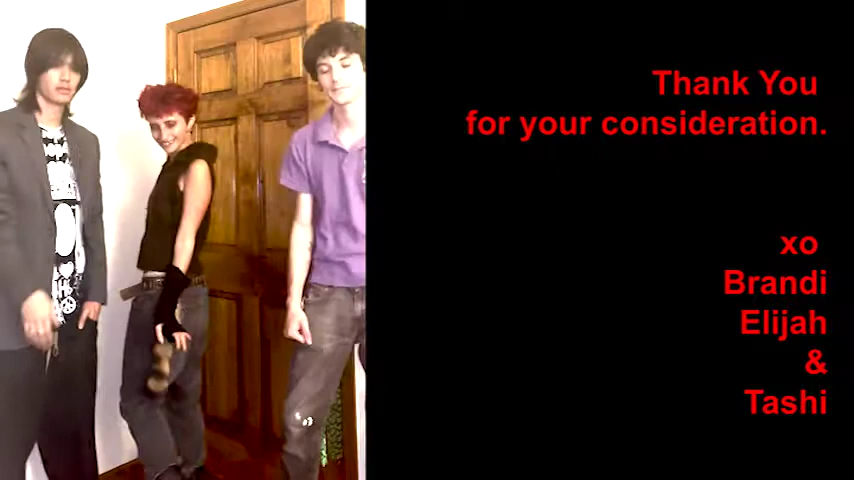 Thank You
for your consideration.
xo
Brandi
Elijah
&
Tashi